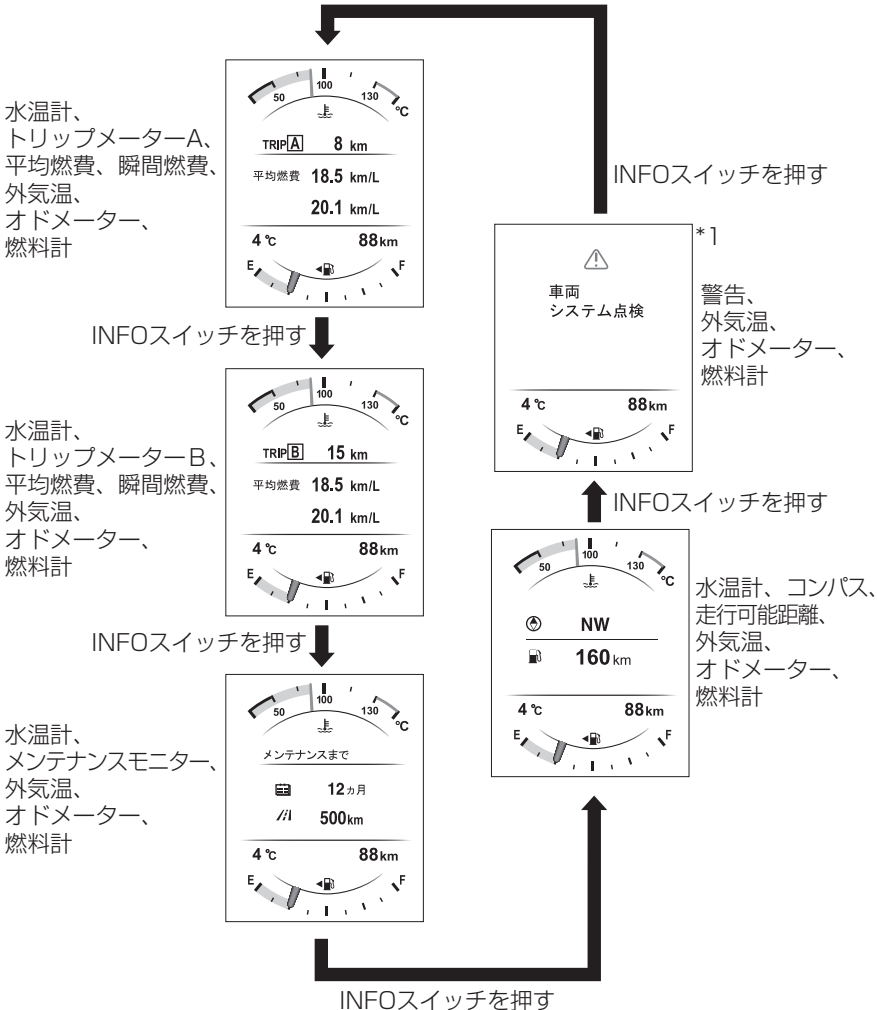 水温計、
トリップメーターA、
平均燃費、瞬間燃費、
外気温、
オドメーター、
燃料計
50 100 130 ℃
TRIP A 8 km
平均燃費 18.5 km/L
20.1 km/L
4 ℃ 88km
E F
INFOスイッチを押す
水温計、
トリップメーターB、
平均燃費、瞬間燃費、
外気温、
オドメーター、
燃料計
50 100 130 ℃
TRIP B 15 km
平均燃費 18.5 km/L
20.1 km/L
4 ℃ 88km
E F
INFOスイッチを押す
水温計、
メンテナンスモニター、
外気温、
オドメーター、
燃料計
50 100 130 ℃
メンテナンスまで
12ヵ月
500km
4 ℃ 88km
E F
INFOスイッチを押す
50 100 130 ℃
NW
160 km
4 ℃ 88km
E F
水温計、コンパス、
走行可能距離、
外気温、
オドメーター、
燃料計
INFOスイッチを押す
*1
車両
システム点検
4 ℃ 88km
E F
警告、
外気温、
オドメーター、
燃料計
INFOスイッチを押す